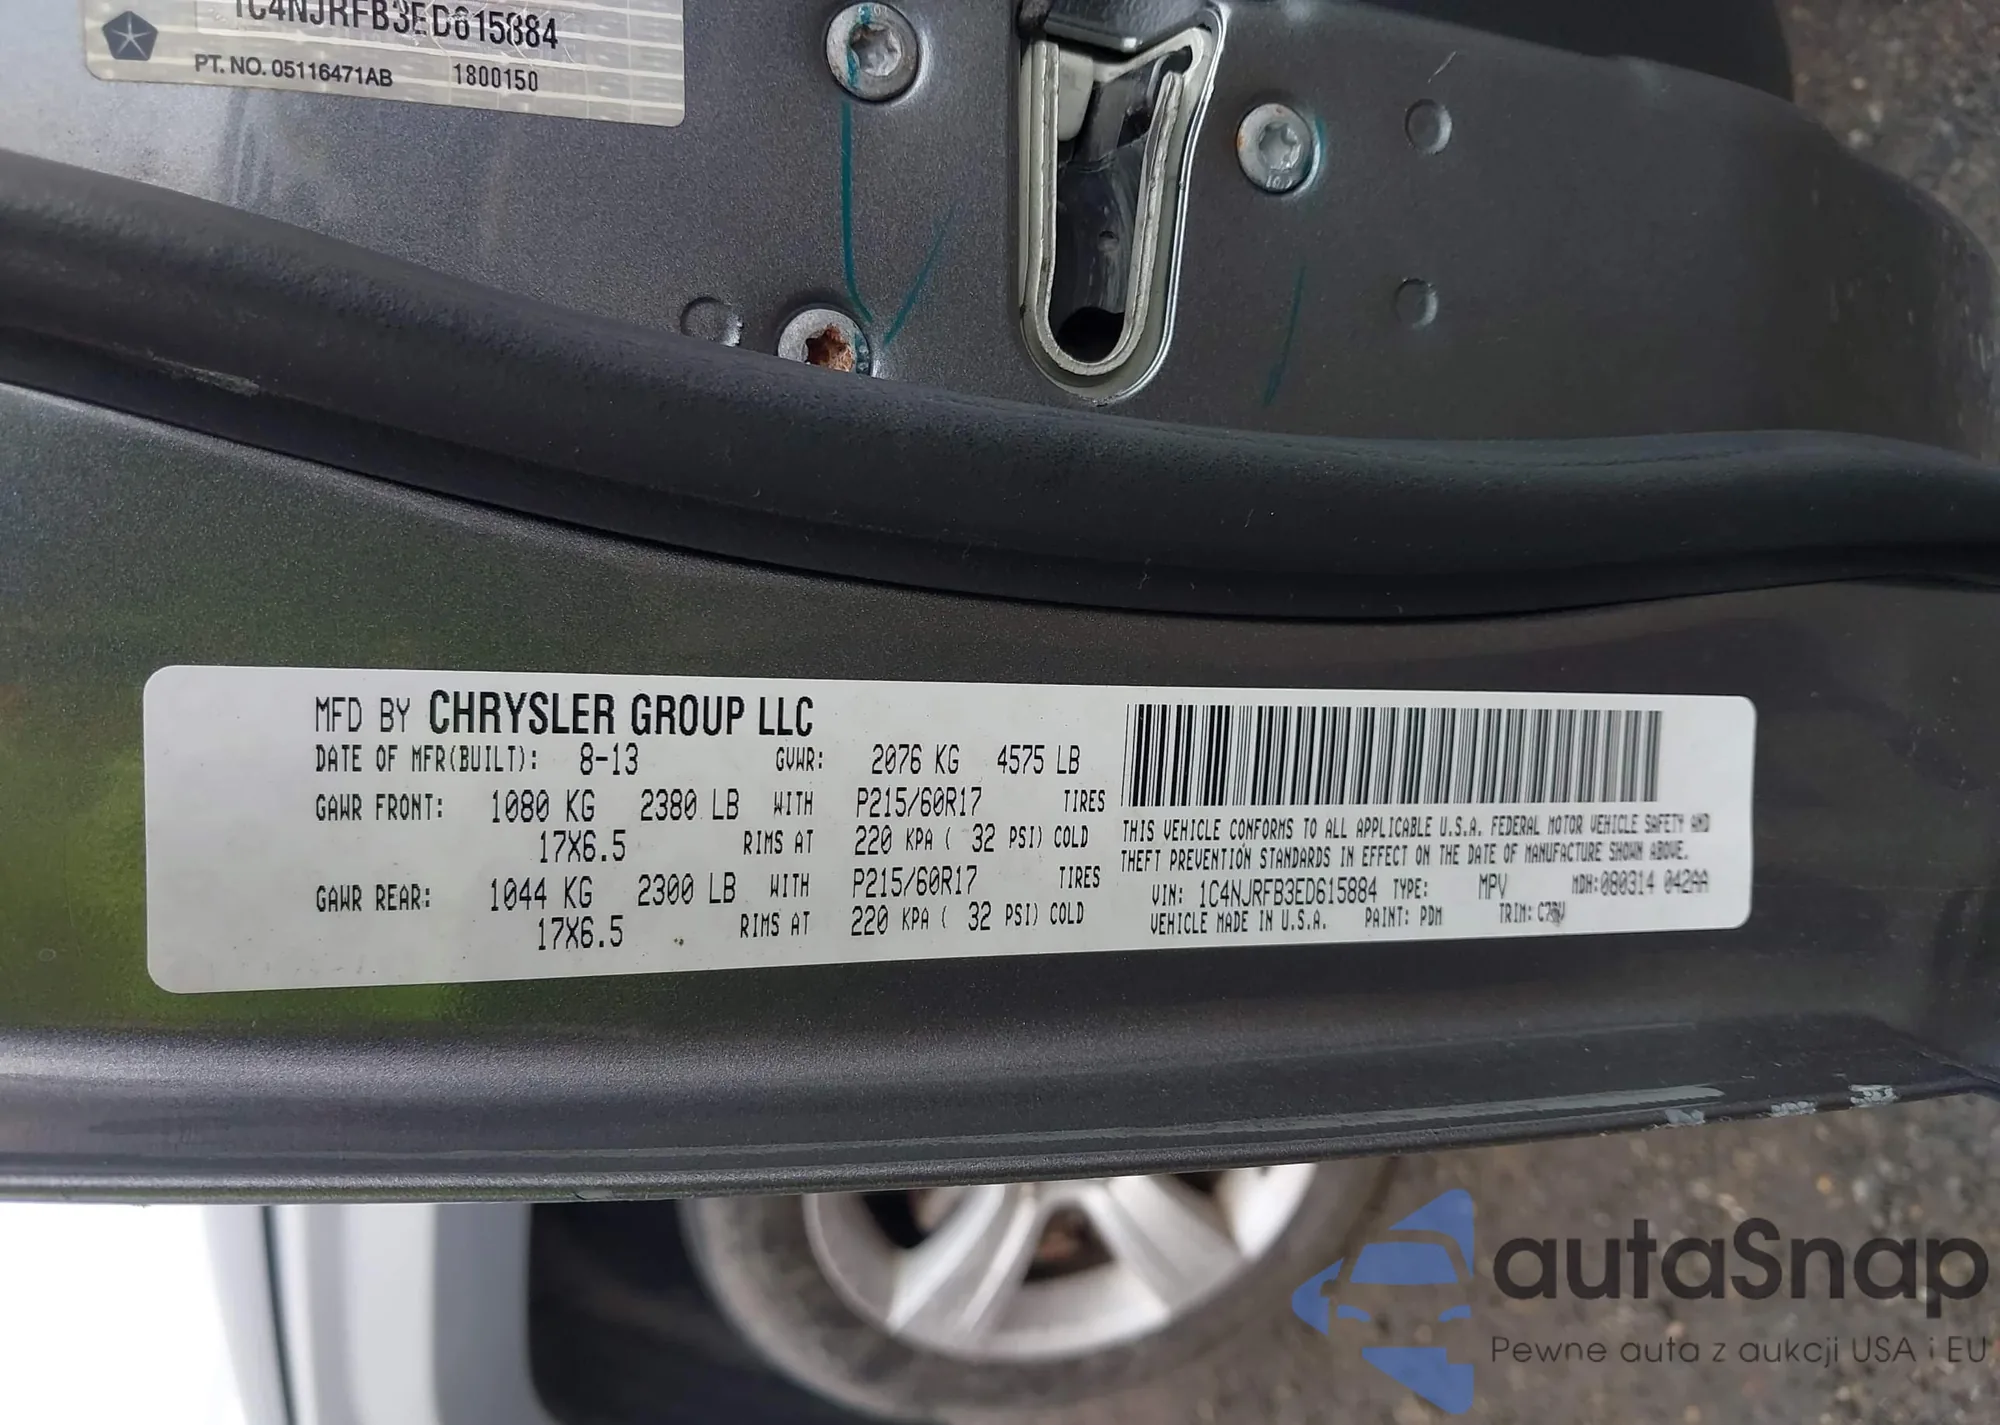 1C4NJRFB3ED615884
PT. NO. 05116471AB 1800150
MFD BY CHRYSLER GROUP LLC
DATE OF MFR(BUILT): 8-13 GVWR: 2076 KG 4575 LB
GAWR FRONT: 1080 KG 2380 LB WITH P215/60R17 TIRES
17X6.5 RIMS AT 220 KPA ( 32 PSI) COLD
GAWR REAR: 1044 KG 2300 LB WITH P215/60R17 TIRES
17X6.5 RIMS AT 220 KPA ( 32 PSI) COLD
THIS VEHICLE CONFORMS TO ALL APPLICABLE U.S.A. FEDERAL MOTOR VEHICLE SAFETY AND
THEFT PREVENTION STANDARDS IN EFFECT ON THE DATE OF MANUFACTURE SHOWN ABOVE.
VIN: 1C4NJRFB3ED615884 TYPE: MPV MDH:080314 042AA
VEHICLE MADE IN U.S.A. PAINT: PDM TRIM:
autaSnap
Pewne auta z aukcji USA i EU